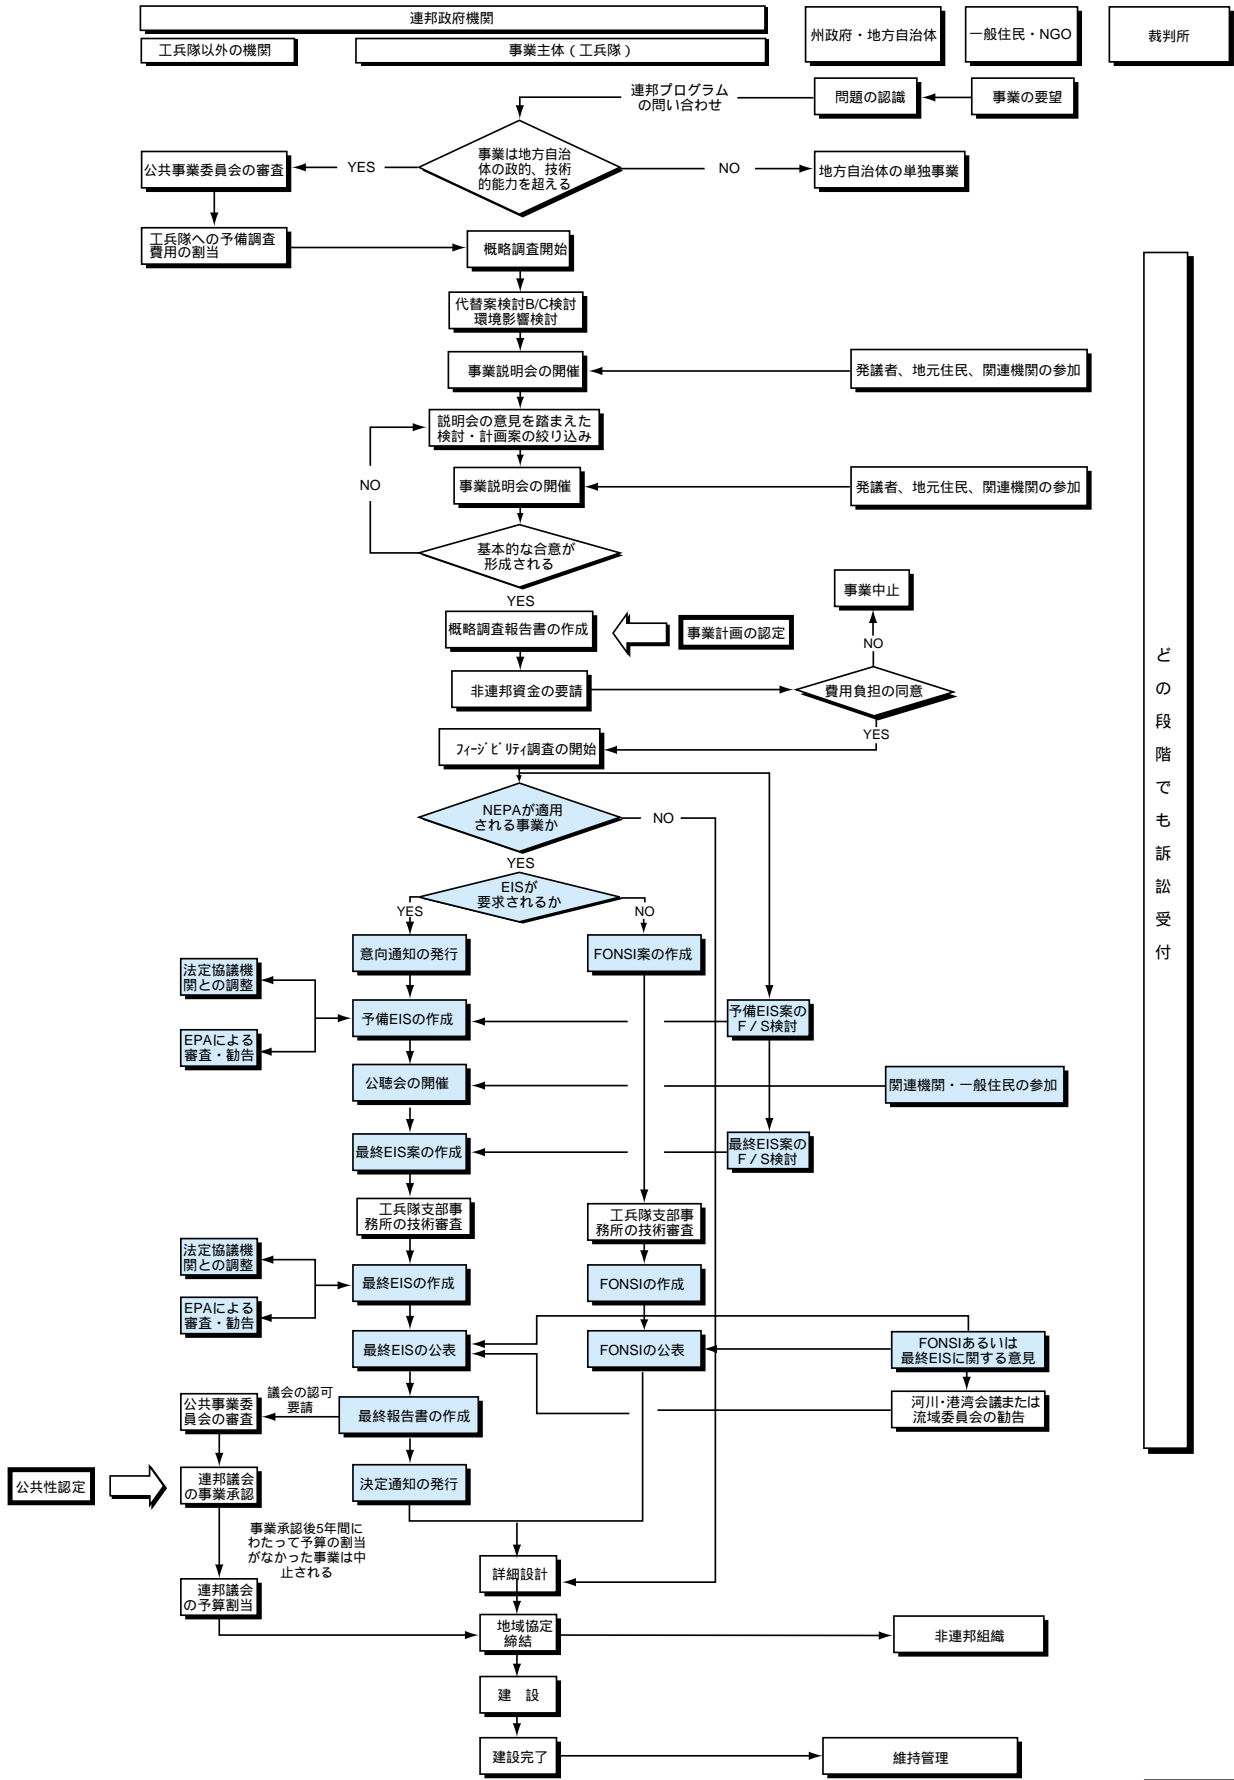 連邦政府機関
工兵隊以外の機関
事業主体（工兵隊）
州政府・地方自治体
一般住民・NGO
裁判所
連邦プログラム
の問い合わせ
問題の認識
事業の要望
事業は地方自治
体の政的、技術
的能力を超える
YES
NO
公共事業委員会の審査
地方自治体の単独事業
工兵隊への予備調査
費用の割当
概略調査開始
代替案検討B/C検討
環境影響検討
事業説明会の開催
発議者、地元住民、関連機関の参加
説明会の意見を踏まえた
検討・計画案の絞り込み
NO
事業説明会の開催
発議者、地元住民、関連機関の参加
基本的な合意が
形成される
YES
事業中止
概略調査報告書の作成
事業計画の認定
NO
非連邦資金の要請
費用負担の同意
YES
ﾌｨｰｼﾞﾋﾞﾘﾃｨ調査の開始
どの段階でも訴訟受付
NEPAが適用
される事業か
NO
YES
EISが
要求されるか
YES
NO
意向通知の発行
FONSI案の作成
法定協議機
関との調整
予備EISの作成
予備EIS案の
F / S検討
EPAによる
審査・勧告
公聴会の開催
関連機関・一般住民の参加
最終EIS案の作成
最終EIS案の
F / S検討
工兵隊支部事
務所の技術審査
工兵隊支部事
務所の技術審査
法定協議機
関との調整
最終EISの作成
FONSIの作成
EPAによる
審査・勧告
最終EISの公表
FONSIの公表
FONSIあるいは
最終EISに関する意見
議会の認可
要請
公共事業委
員会の審査
最終報告書の作成
河川・港湾会議または
流域委員会の勧告
公共性認定
連邦議会
の事業承認
決定通知の発行
事業承認後5年間に
わたって予算の割当
がなかった事業は中
止される
詳細設計
連邦議会
の予算割当
地域協定
締結
非連邦組織
建　設
建設完了
維持管理